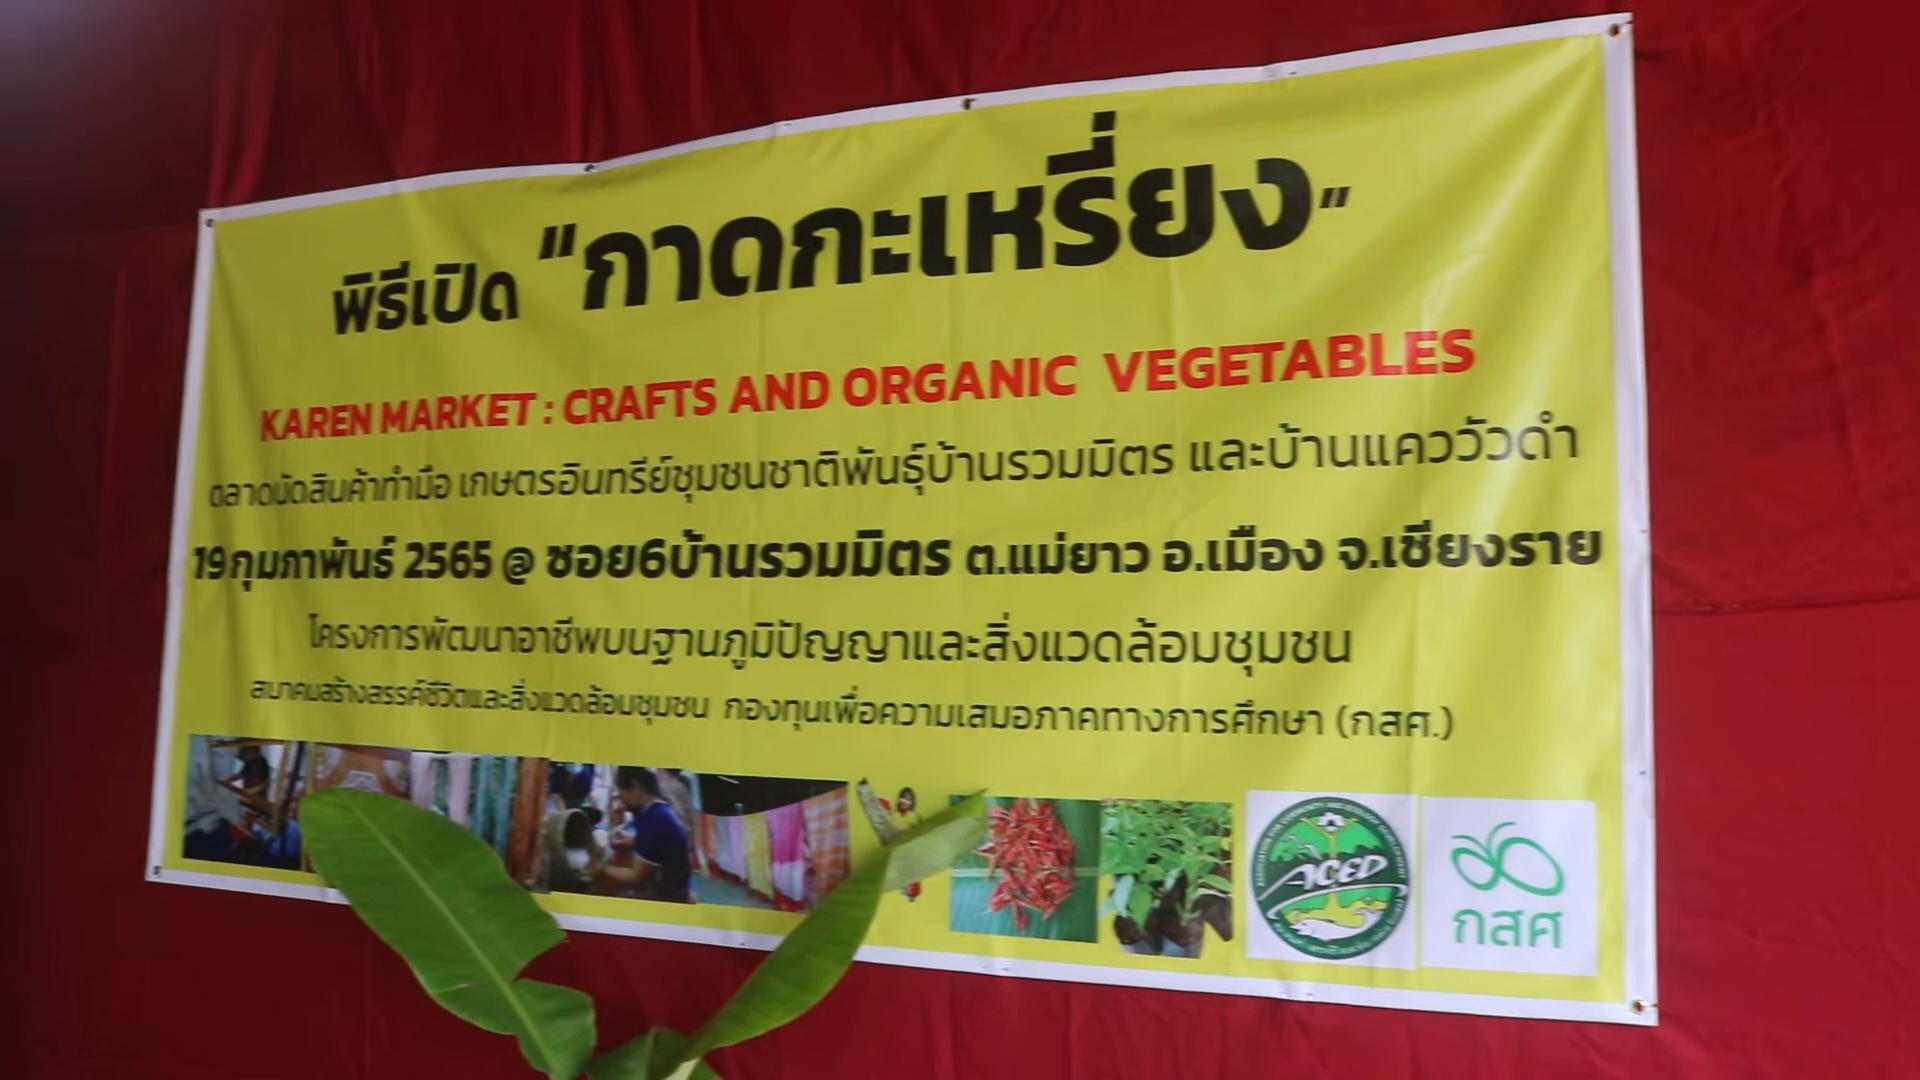 พิธีเปิด "กาดกะเหรี่ยง"
KAREN MARKET : CRAFTS AND ORGANIC VEGETABLES
ตลาดนัดสินค้าทำมือ เกษตรอินทรีย์ชุมชนชาติพันธุ์บ้านรวมมิตร และบ้านแควววัวดำ
19กุมภาพันธ์ 2565 @ ซอย6บ้านรวมมิตร ต.แม่ยาว อ.เมือง จ.เชียงราย
โครงการพัฒนาอาชีพบนฐานภูมิปัญญาและสิ่งแวดล้อมชุมชน
สมาคมสร้างสรรค์ชีวิตและสิ่งแวดล้อมชุมชน กองทุนเพื่อความเสมอภาคทางการศึกษา (กสศ.)
ASSOCIATION FOR COMMUNITY AND ECOLOGY DEVELOPMENT
ACED
กสศ